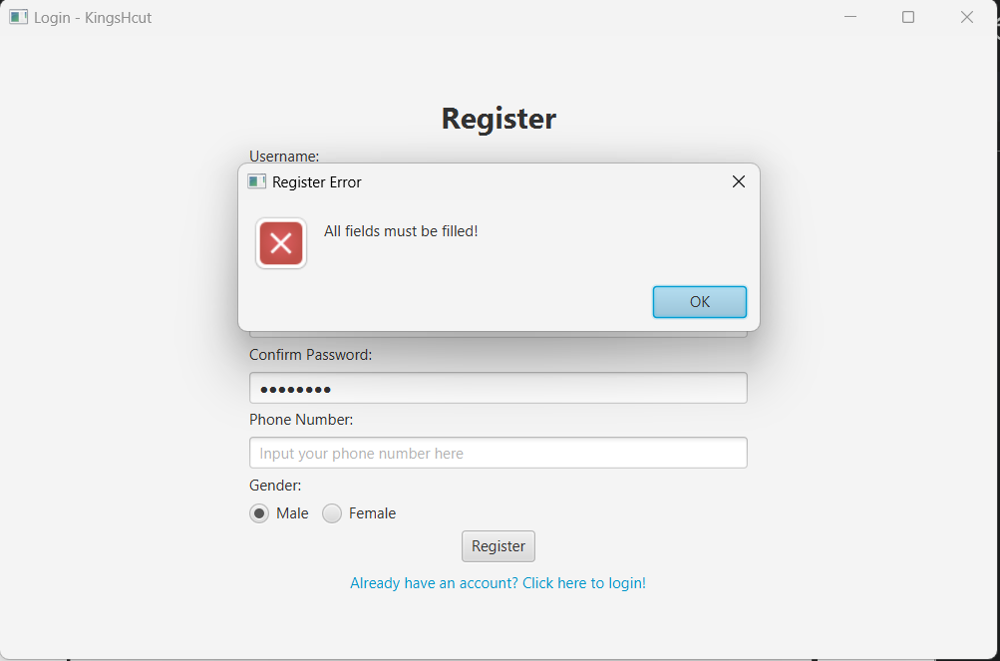 Login - KingsHcut
Register
Username:
Register Error
All fields must be filled!
OK
Confirm Password:
Phone Number:
Input your phone number here
Gender:
Male Female
Register
Already have an account? Click here to login!